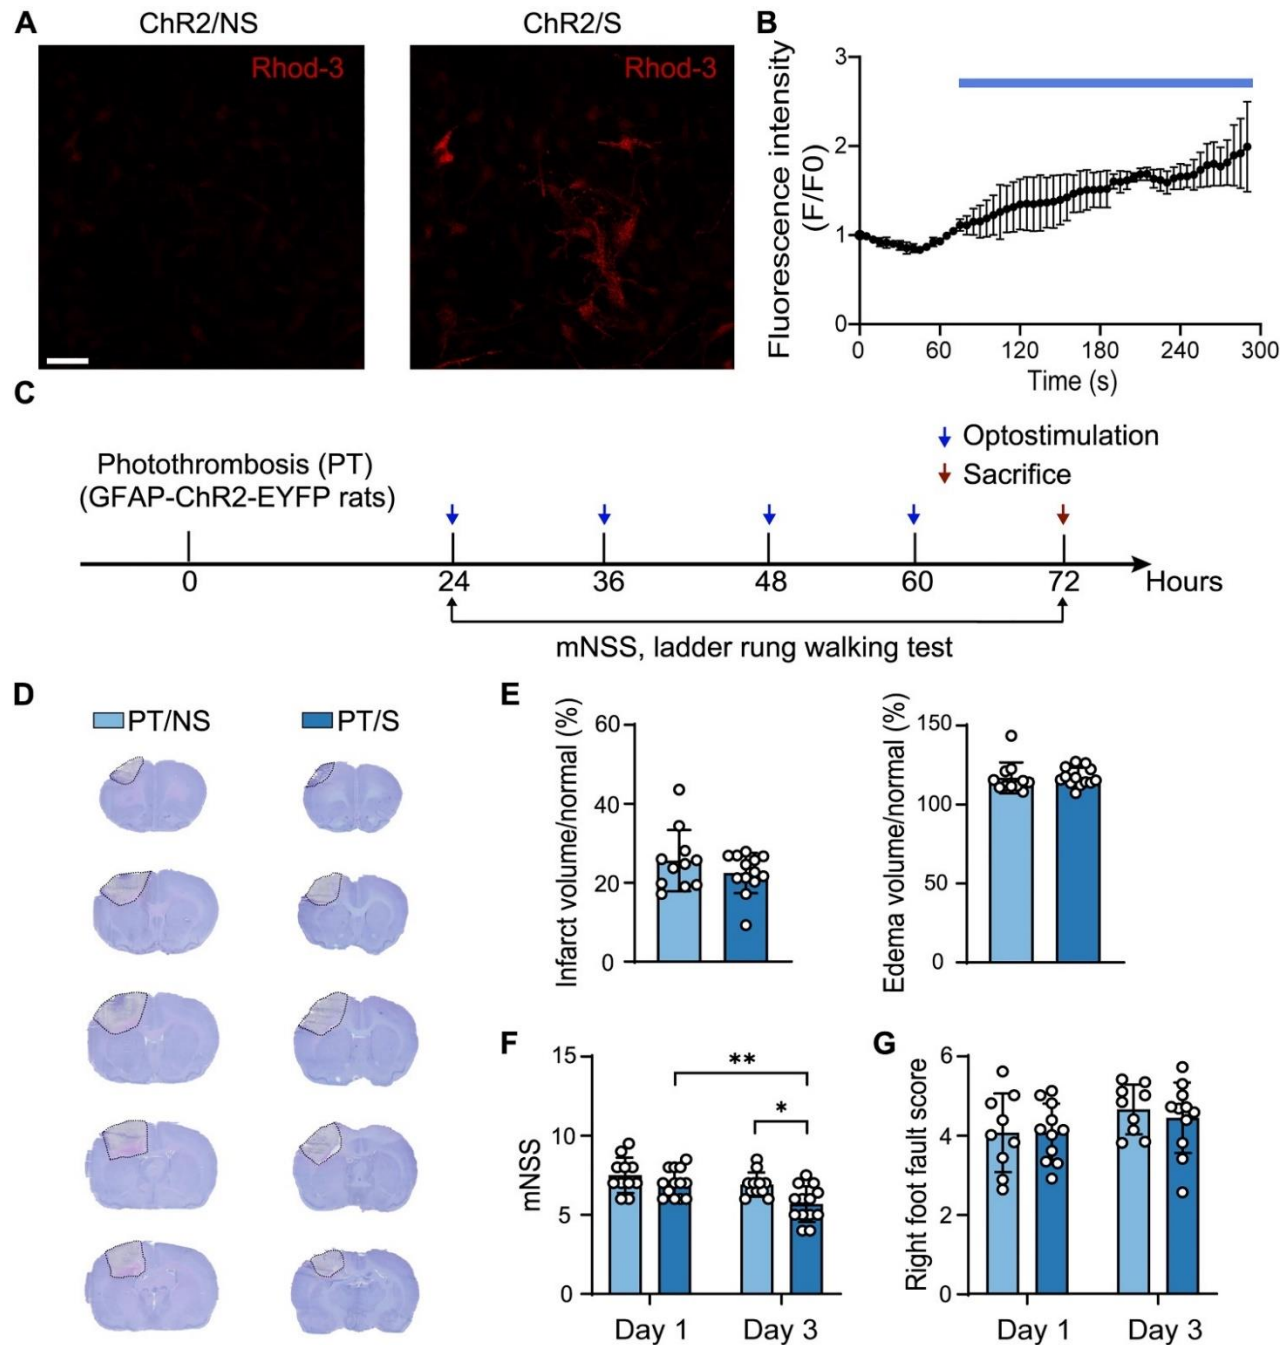 A
ChR2/NS
ChR2/S
Rhod-3
Rhod-3
B
Fluorescence intensity
(F/F0)
3
2
1
0
0 60 120 180 240 300
Time (s)
C
Optostimulation
Sacrifice
Photothrombosis (PT)
(GFAP-ChR2-EYFP rats)
0 24 36 48 60 72 Hours
mNSS, ladder rung walking test
D
PT/NS
PT/S
E
Infarct volume/normal (%)
60
40
20
0
Edema volume/normal (%)
150
100
50
0
F
mNSS
15
10
5
0
**
*
Day 1 Day 3
G
Right foot fault score
6
4
2
0
Day 1 Day 3